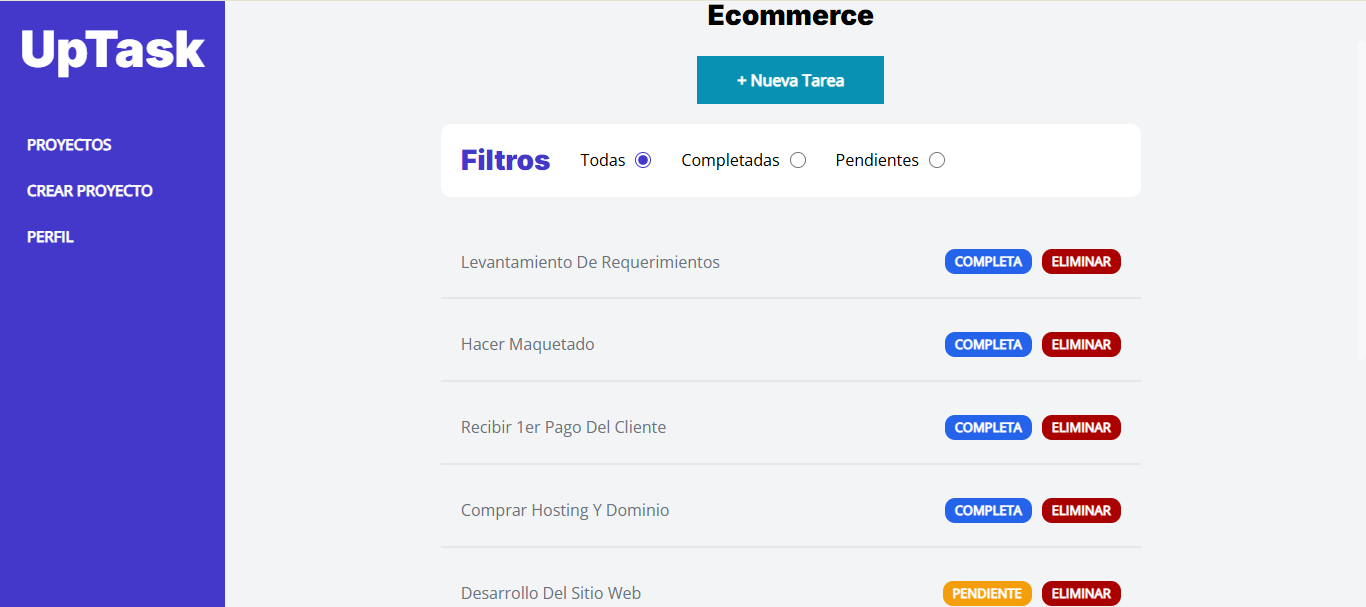 UpTask
PROYECTOS
CREAR PROYECTO
PERFIL
Ecommerce
+ Nueva Tarea
Filtros Todas Completadas Pendientes
Levantamiento De Requerimientos COMPLETA ELIMINAR
Hacer Maquetado COMPLETA ELIMINAR
Recibir 1er Pago Del Cliente COMPLETA ELIMINAR
Comprar Hosting Y Dominio COMPLETA ELIMINAR
Desarrollo Del Sitio Web PENDIENTE ELIMINAR